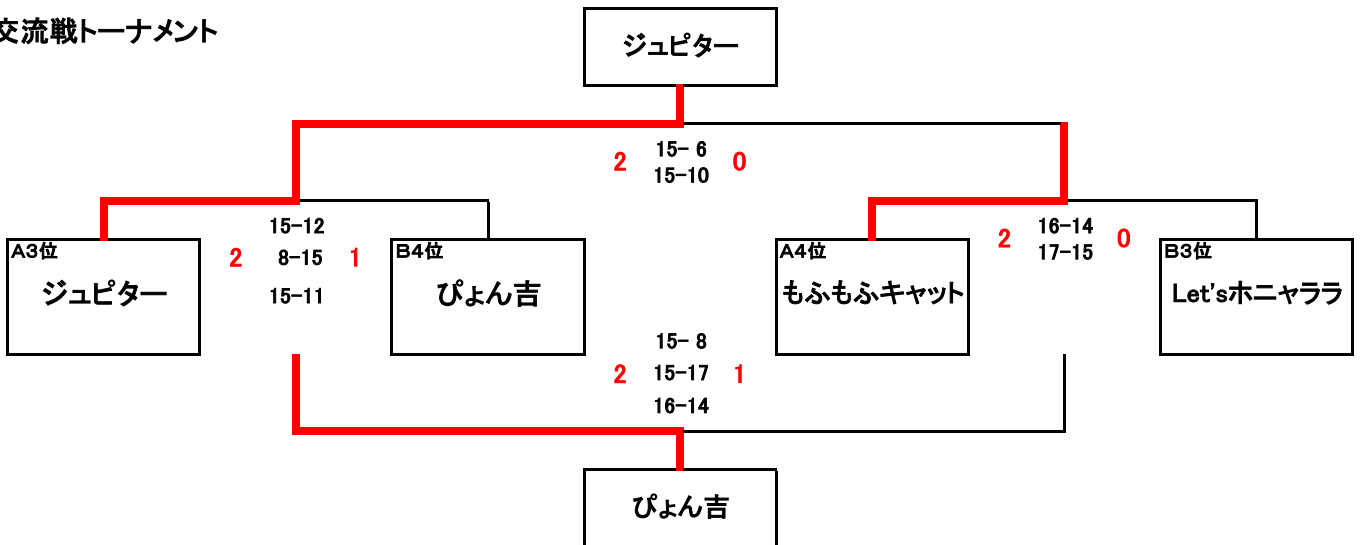 交流戦トーナメント
ジュピター
2 15- 6 0
15-10
15-12
2 8-15 1
15-11
16-14
2 0
17-15
A3位
ジュピター
B4位
ぴょん吉
A4位
もふもふキャット
B3位
Let'sホニャララ
15- 8
2 15-17 1
16-14
ぴょん吉